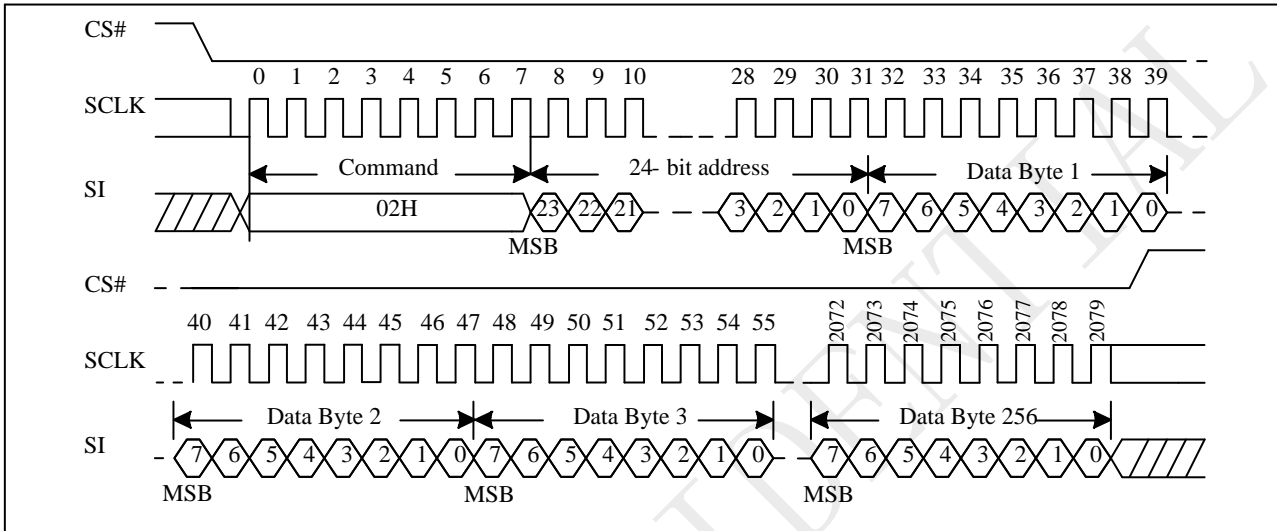 CS#
0 1 2 3 4 5 6 7 8 9 10 28 29 30 31 32 33 34 35 36 37 38 39
SCLK
Command 24- bit address Data Byte 1
SI
02H 23 22 21 3 2 1 0 7 6 5 4 3 2 1 0
MSB MSB
CS#
40 41 42 43 44 45 46 47 48 49 50 51 52 53 54 55 2072 2073 2074 2075 2076 2077 2078 2079
SCLK
Data Byte 2 Data Byte 3 Data Byte 256
SI
7 6 5 4 3 2 1 0 7 6 5 4 3 2 1 0 7 6 5 4 3 2 1 0
MSB MSB MSB
IDENTIAL